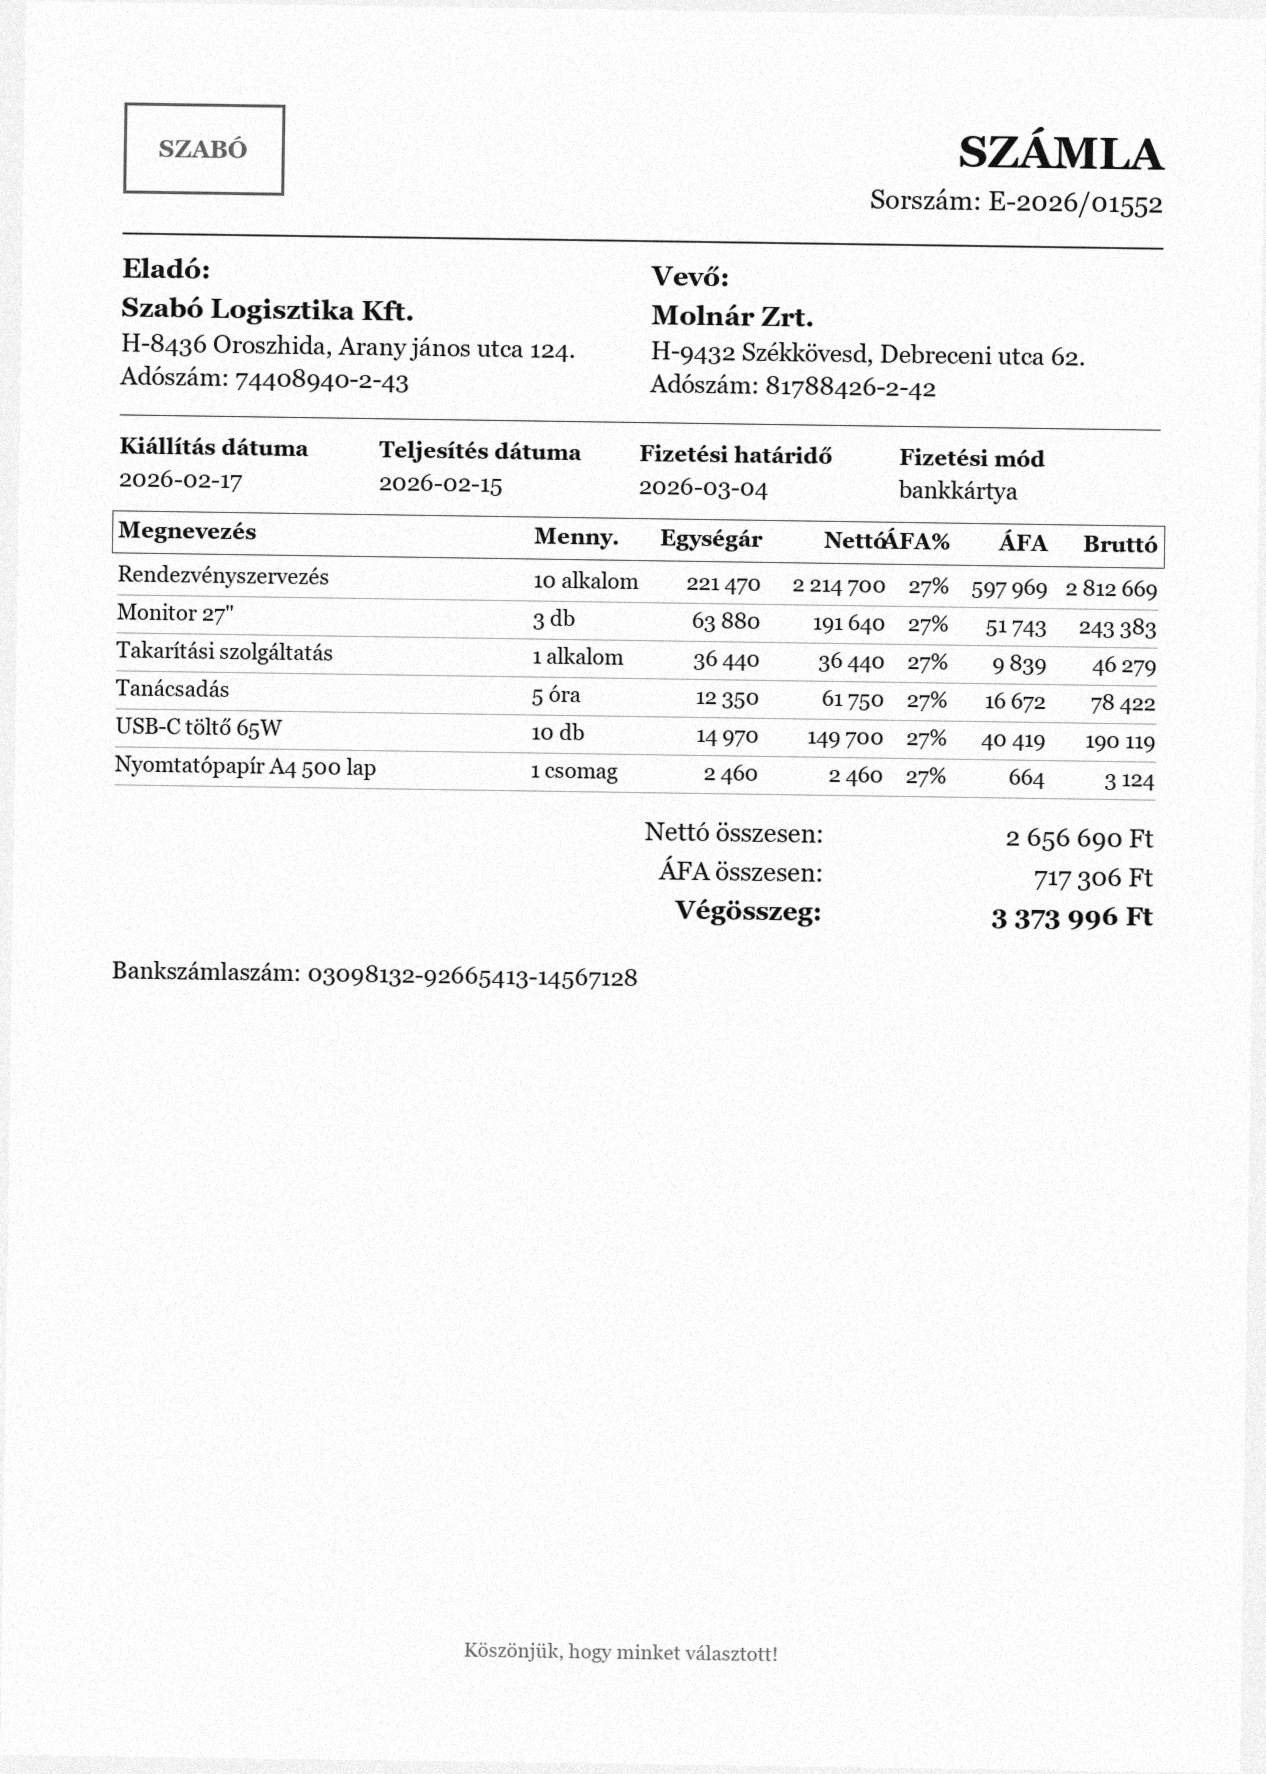 SZABÓ
SZÁMLA
Sorszám: E-2026/01552
Eladó:
Szabó Logisztika Kft.
H-8436 Oroszhida, Arany jános utca 124.
Adószám: 74408940-2-43
Vevő:
Molnár Zrt.
H-9432 Székkövesd, Debreceni utca 62.
Adószám: 81788426-2-42
Kiállítás dátuma Teljesítés dátuma Fizetési határidő Fizetési mód
2026-02-17 2026-02-15 2026-03-04 bankkártya
Megnevezés Menny. Egységár Nettó ÁFA% ÁFA Bruttó
Rendezvényszervezés 10 alkalom 221 470 2 214 700 27% 597 969 2 812 669
Monitor 27" 3 db 63 880 191 640 27% 51 743 243 383
Takarítási szolgáltatás 1 alkalom 36 440 36 440 27% 9 839 46 279
Tanácsadás 5 óra 12 350 61 750 27% 16 672 78 422
USB-C töltő 65W 10 db 14 970 149 700 27% 40 419 190 119
Nyomtatópapír A4 500 lap 1 csomag 2 460 2 460 27% 664 3 124
Nettó összesen: 2 656 690 Ft
ÁFA összesen: 717 306 Ft
Végösszeg: 3 373 996 Ft
Bankszámlaszám: 03098132-92665413-14567128
Köszönjük, hogy minket választott!